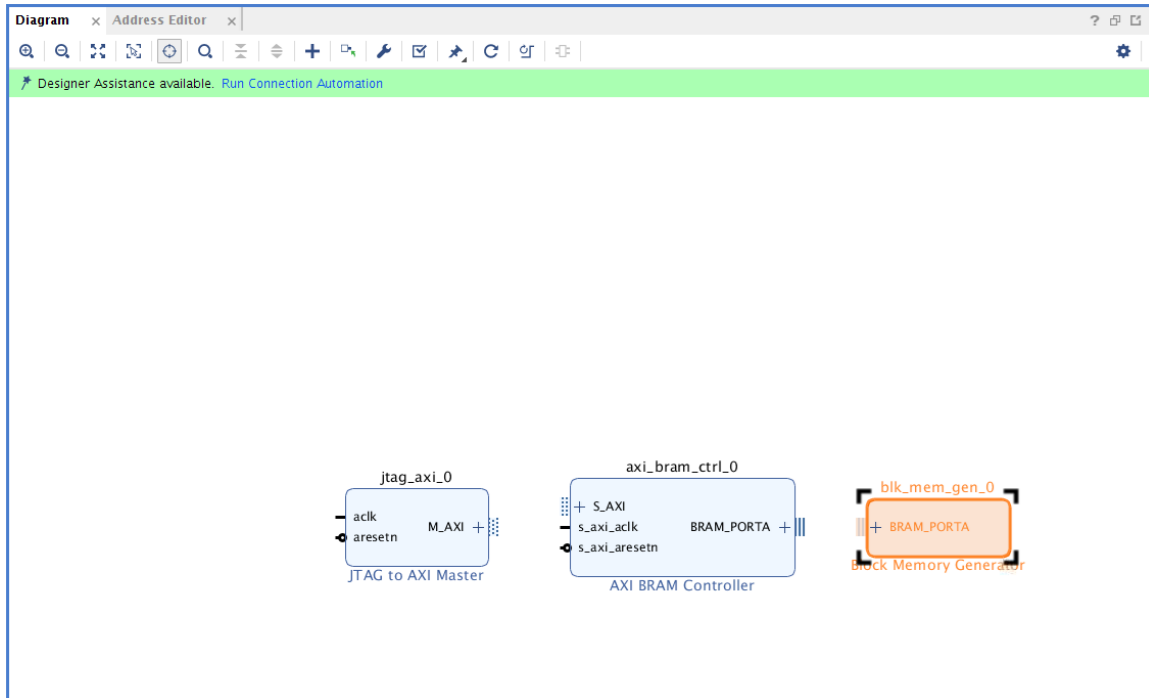 Diagram × Address Editor ×
Designer Assistance available. Run Connection Automation
jtag_axi_0
aclk
aresetn
M_AXI
JTAG to AXI Master
axi_bram_ctrl_0
S_AXI
s_axi_aclk
s_axi_aresetn
BRAM_PORTA
AXI BRAM Controller
blk_mem_gen_0
BRAM_PORTA
Block Memory Generator